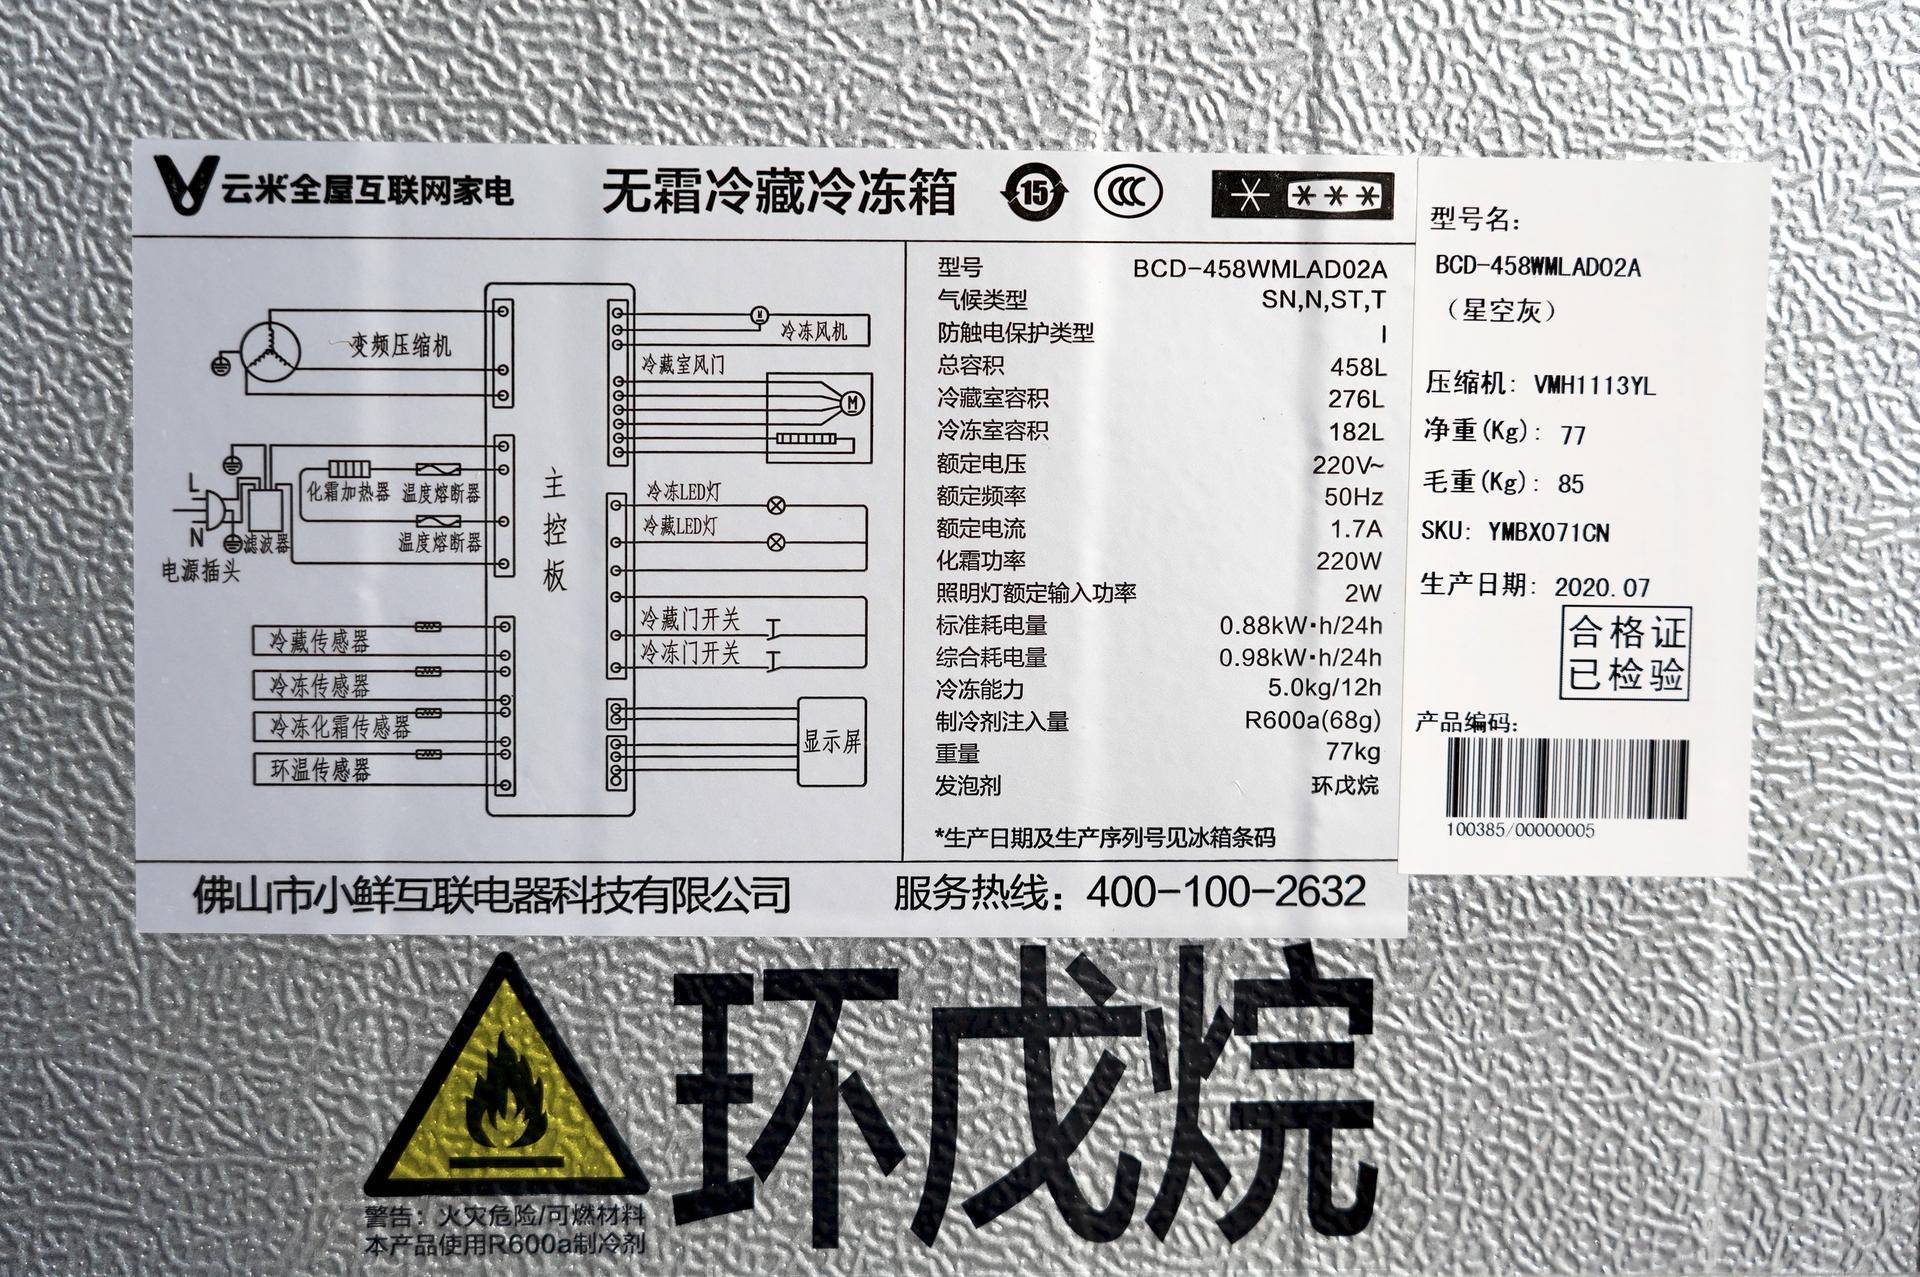 云米全屋互联网家电
无霜冷藏冷冻箱
15
变频压缩机
L
N
电源插头
滤波器
化霜加热器
温度熔断器
温度熔断器
冷藏传感器
冷冻传感器
冷冻化霜传感器
环温传感器
主控板
M
冷冻风机
冷藏室风门
M
冷冻LED灯
冷藏LED灯
冷藏门开关
冷冻门开关
显示屏
型号 BCD-458WMLAD02A
气候类型 SN,N,ST,T
防触电保护类型 I
总容积 458L
冷藏室容积 276L
冷冻室容积 182L
额定电压 220V~
额定频率 50Hz
额定电流 1.7A
化霜功率 220W
照明灯额定输入功率 2W
标准耗电量 0.88kW·h/24h
综合耗电量 0.98kW·h/24h
冷冻能力 5.0kg/12h
制冷剂注入量 R600a(68g)
重量 77kg
发泡剂 环戊烷
*生产日期及生产序列号见冰箱条码
佛山市小鲜互联电器科技有限公司
服务热线：400-100-2632
型号名：
BCD-458WMLAD02A
（星空灰）
压缩机：VMH1113YL
净重(Kg)：77
毛重(Kg)：85
SKU: YMBX071CN
生产日期：2020.07
合格证
已检验
产品编码：
100385/00000005
环戊烷
警告：火灾危险/可燃材料
本产品使用R600a制冷剂